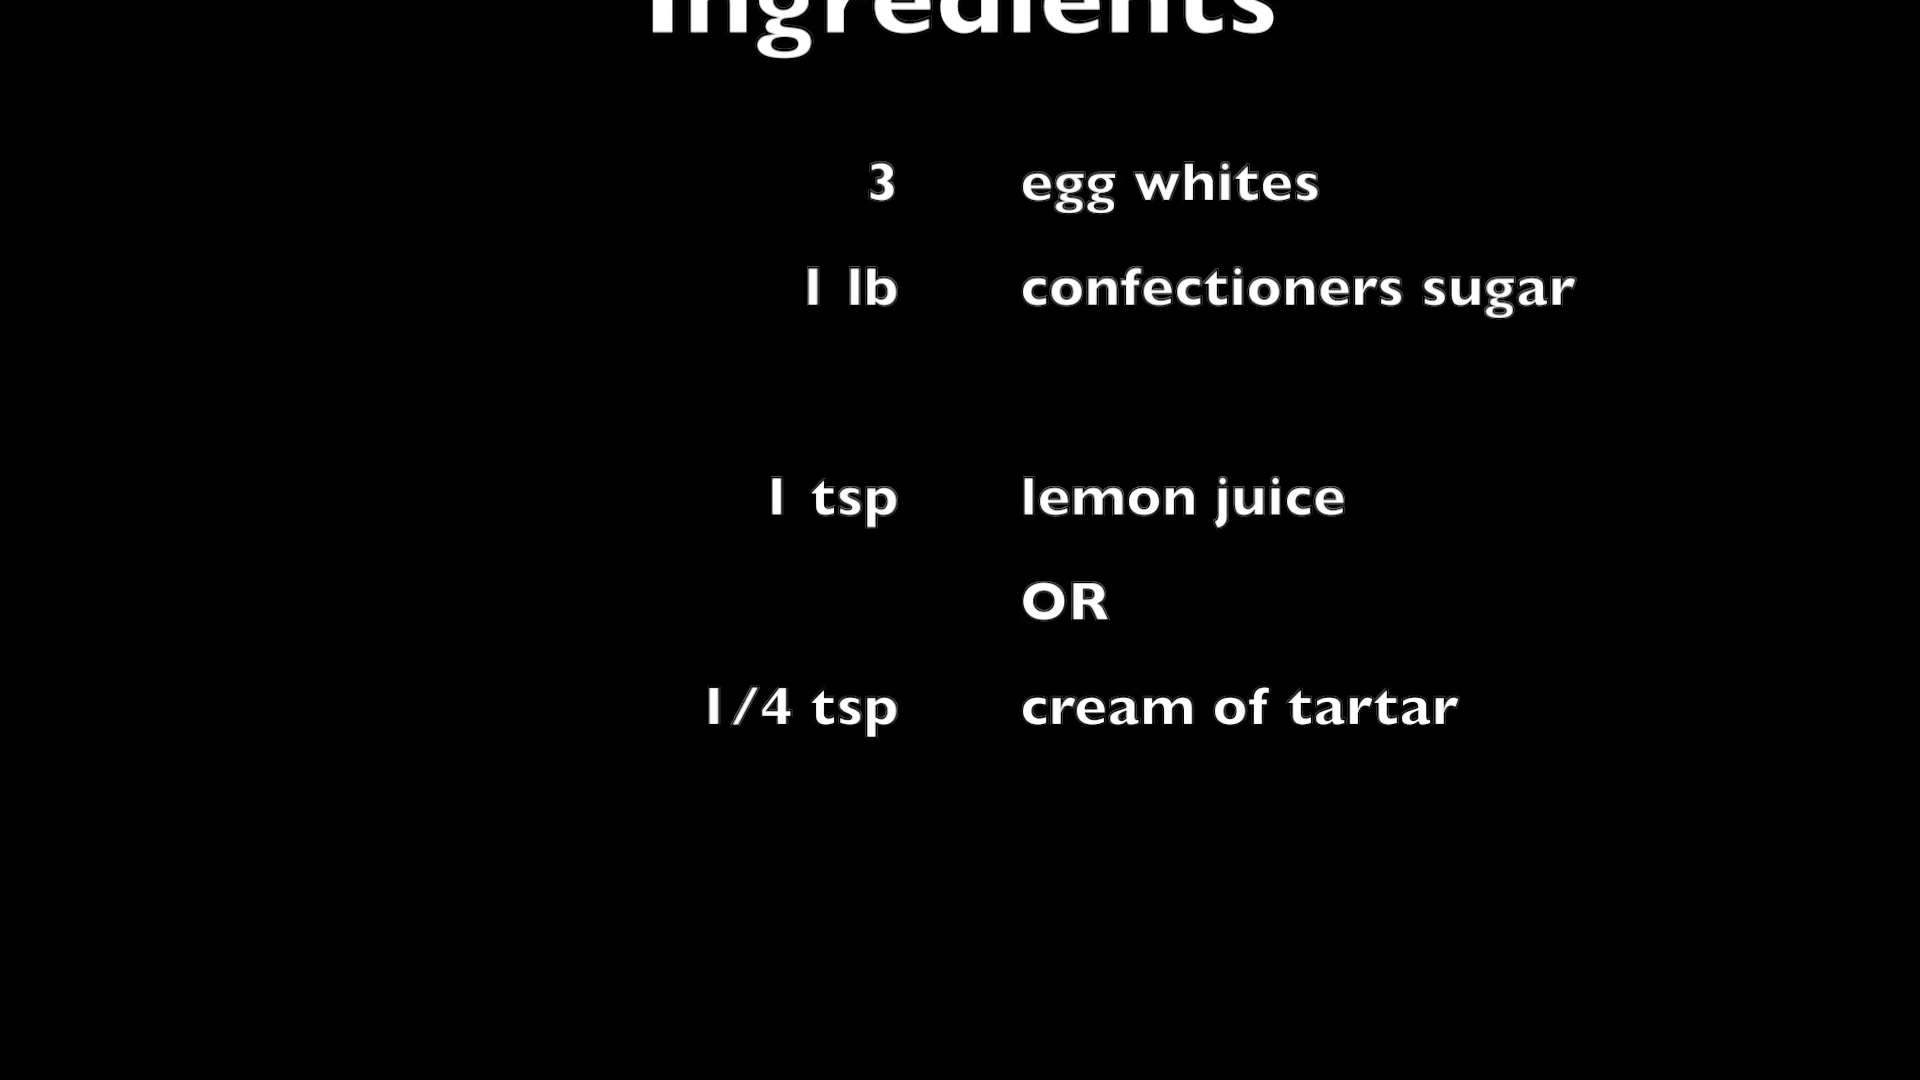 Ingredients
3 egg whites
1 lb confectioners sugar
1 tsp lemon juice
OR
1/4 tsp cream of tartar